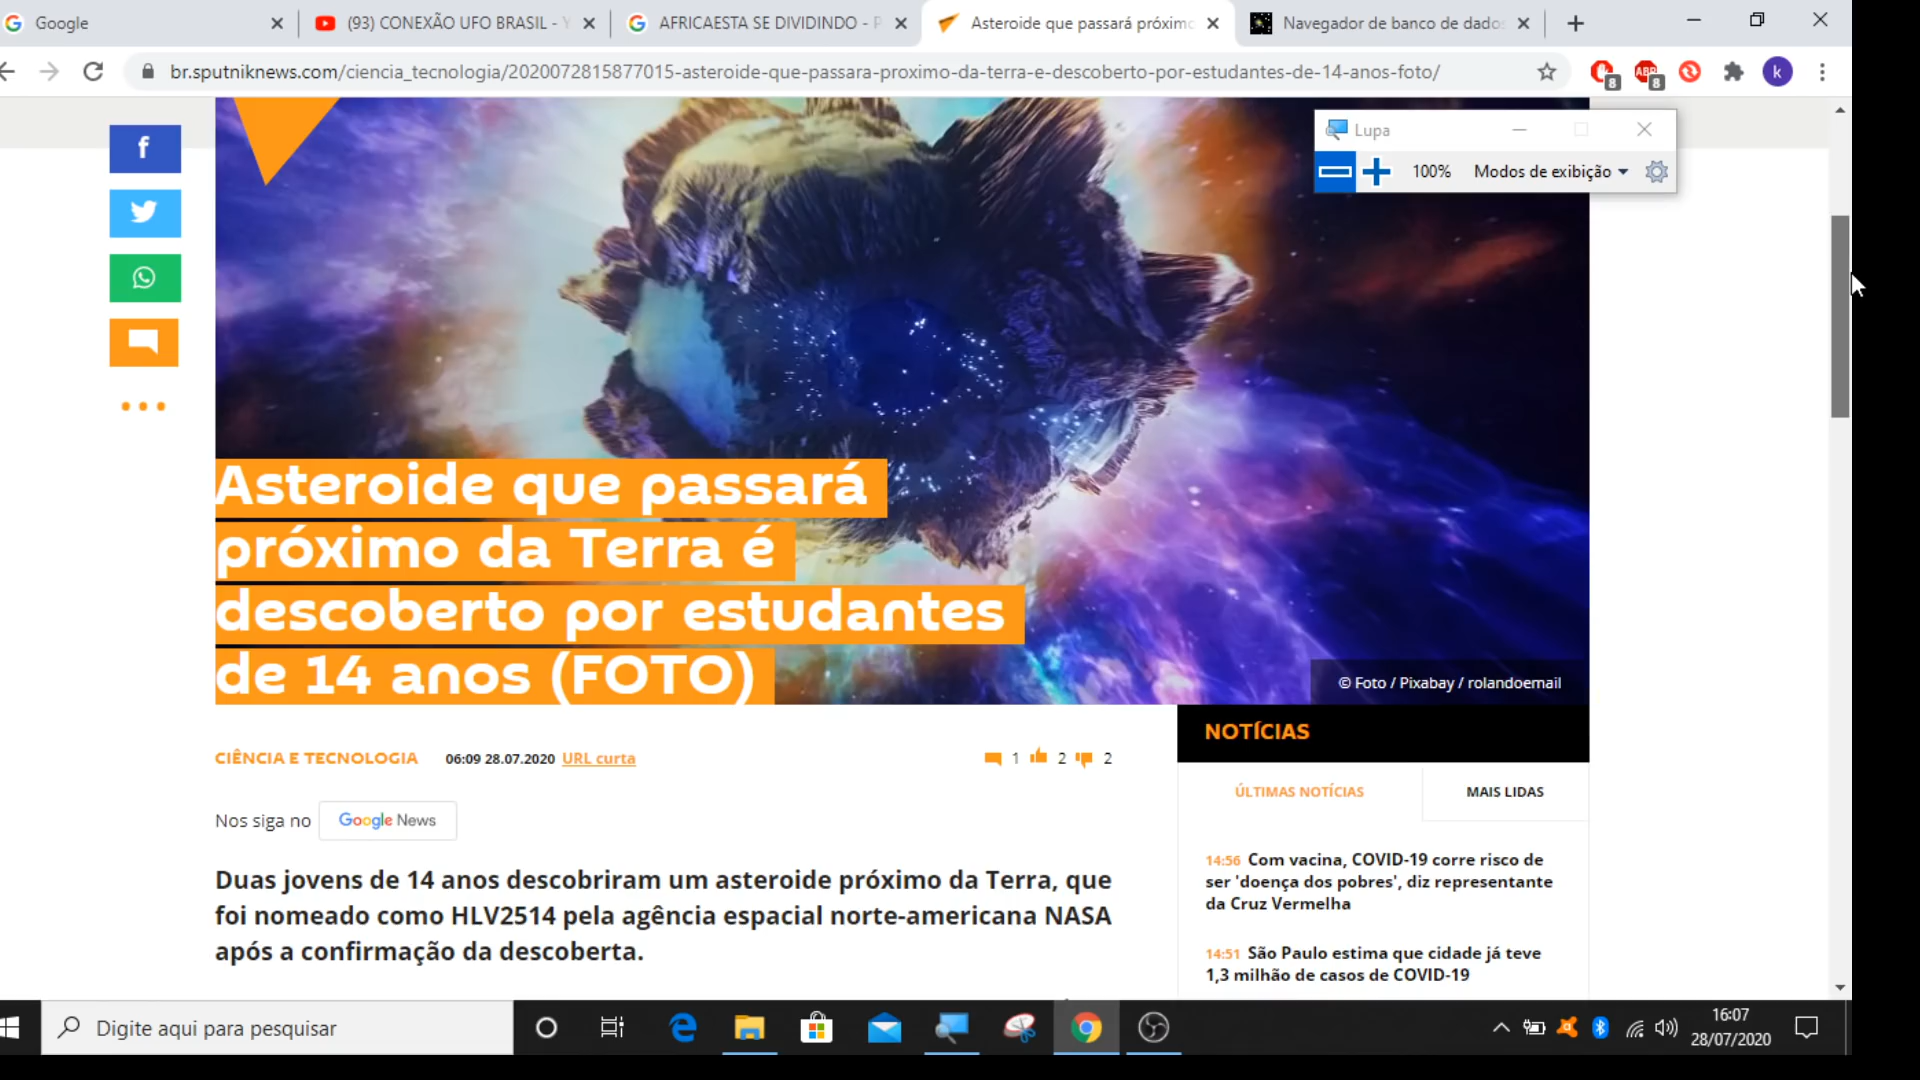 Google
(93) CONEXÃO UFO BRASIL - Y
AFRICAESTA SE DIVIDINDO - P
Asteroide que passará próximo
Navegador de banco de dados
br.sputniknews.com/ciencia_tecnologia/2020072815877015-asteroide-que-passara-proximo-da-terra-e-descoberto-por-estudantes-de-14-anos-foto/
8
ABP
8
k
Lupa
100%
Modos de exibição
Asteroide que passará
próximo da Terra é
descoberto por estudantes
de 14 anos (FOTO)
© Foto / Pixabay / rolandoemail
CIÊNCIA E TECNOLOGIA 06:09 28.07.2020 URL curta
1 2 2
Nos siga no Google News
Duas jovens de 14 anos descobriram um asteroide próximo da Terra, que
foi nomeado como HLV2514 pela agência espacial norte-americana NASA
após a confirmação da descoberta.
NOTÍCIAS
ÚLTIMAS NOTÍCIAS
MAIS LIDAS
14:56 Com vacina, COVID-19 corre risco de
ser 'doença dos pobres', diz representante
da Cruz Vermelha
14:51 São Paulo estima que cidade já teve
1,3 milhão de casos de COVID-19
Digite aqui para pesquisar
16:07
28/07/2020